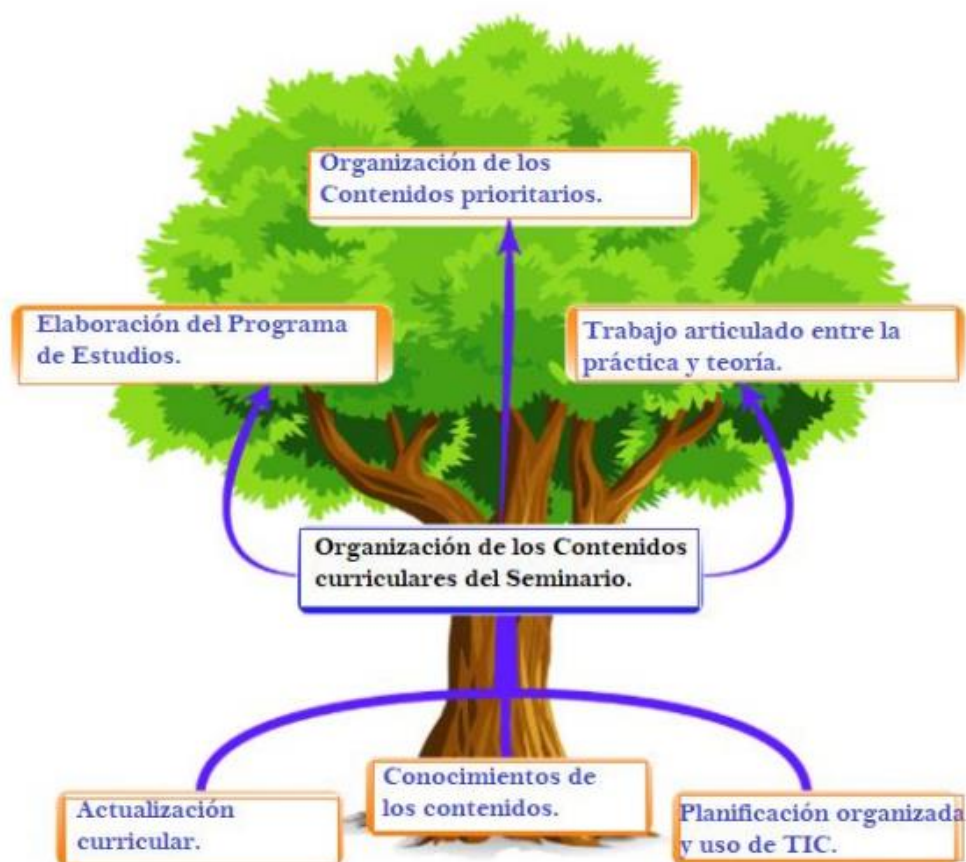 Organización de los
Contenidos prioritarios.
Elaboración del Programa
de Estudios.
Trabajo articulado entre la
práctica y teoría.
Organización de los Contenidos
curriculares del Seminario.
Actualización
curricular.
Conocimientos de
los contenidos.
Planificación organizada
y uso de TIC.